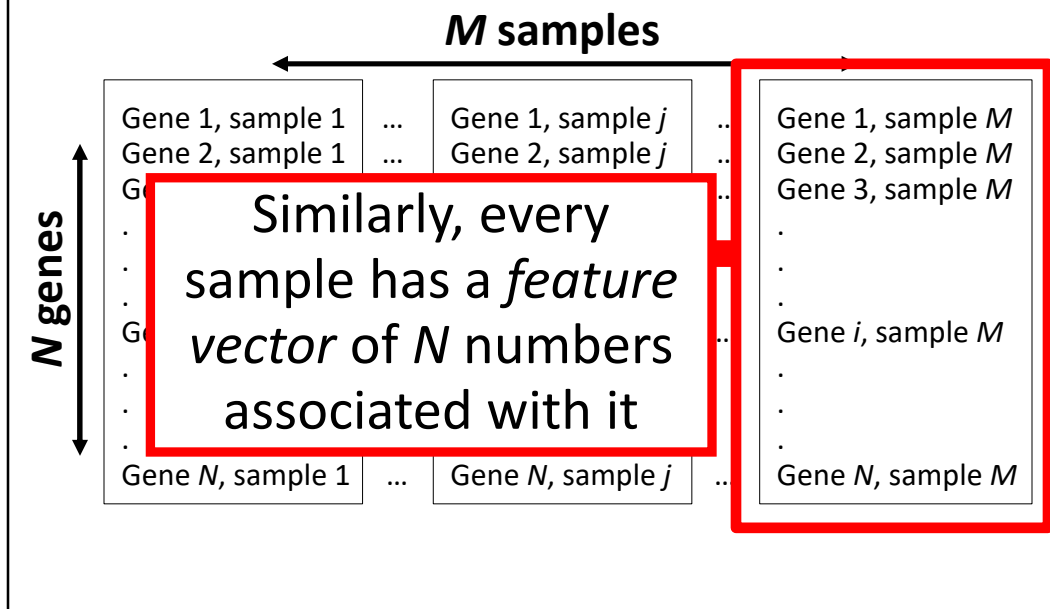 M samples
N genes
Gene 1, sample 1 ... Gene 1, sample j .. Gene 1, sample M
Gene 2, sample 1 ... Gene 2, sample j .. Gene 2, sample M
Ge . Gene 3, sample M
. .
. .
. .
Ge .. Gene i, sample M
. .
. .
. .
Gene N, sample 1 ... Gene N, sample j ... Gene N, sample M
Similarly, every
sample has a feature
vector of N numbers
associated with it